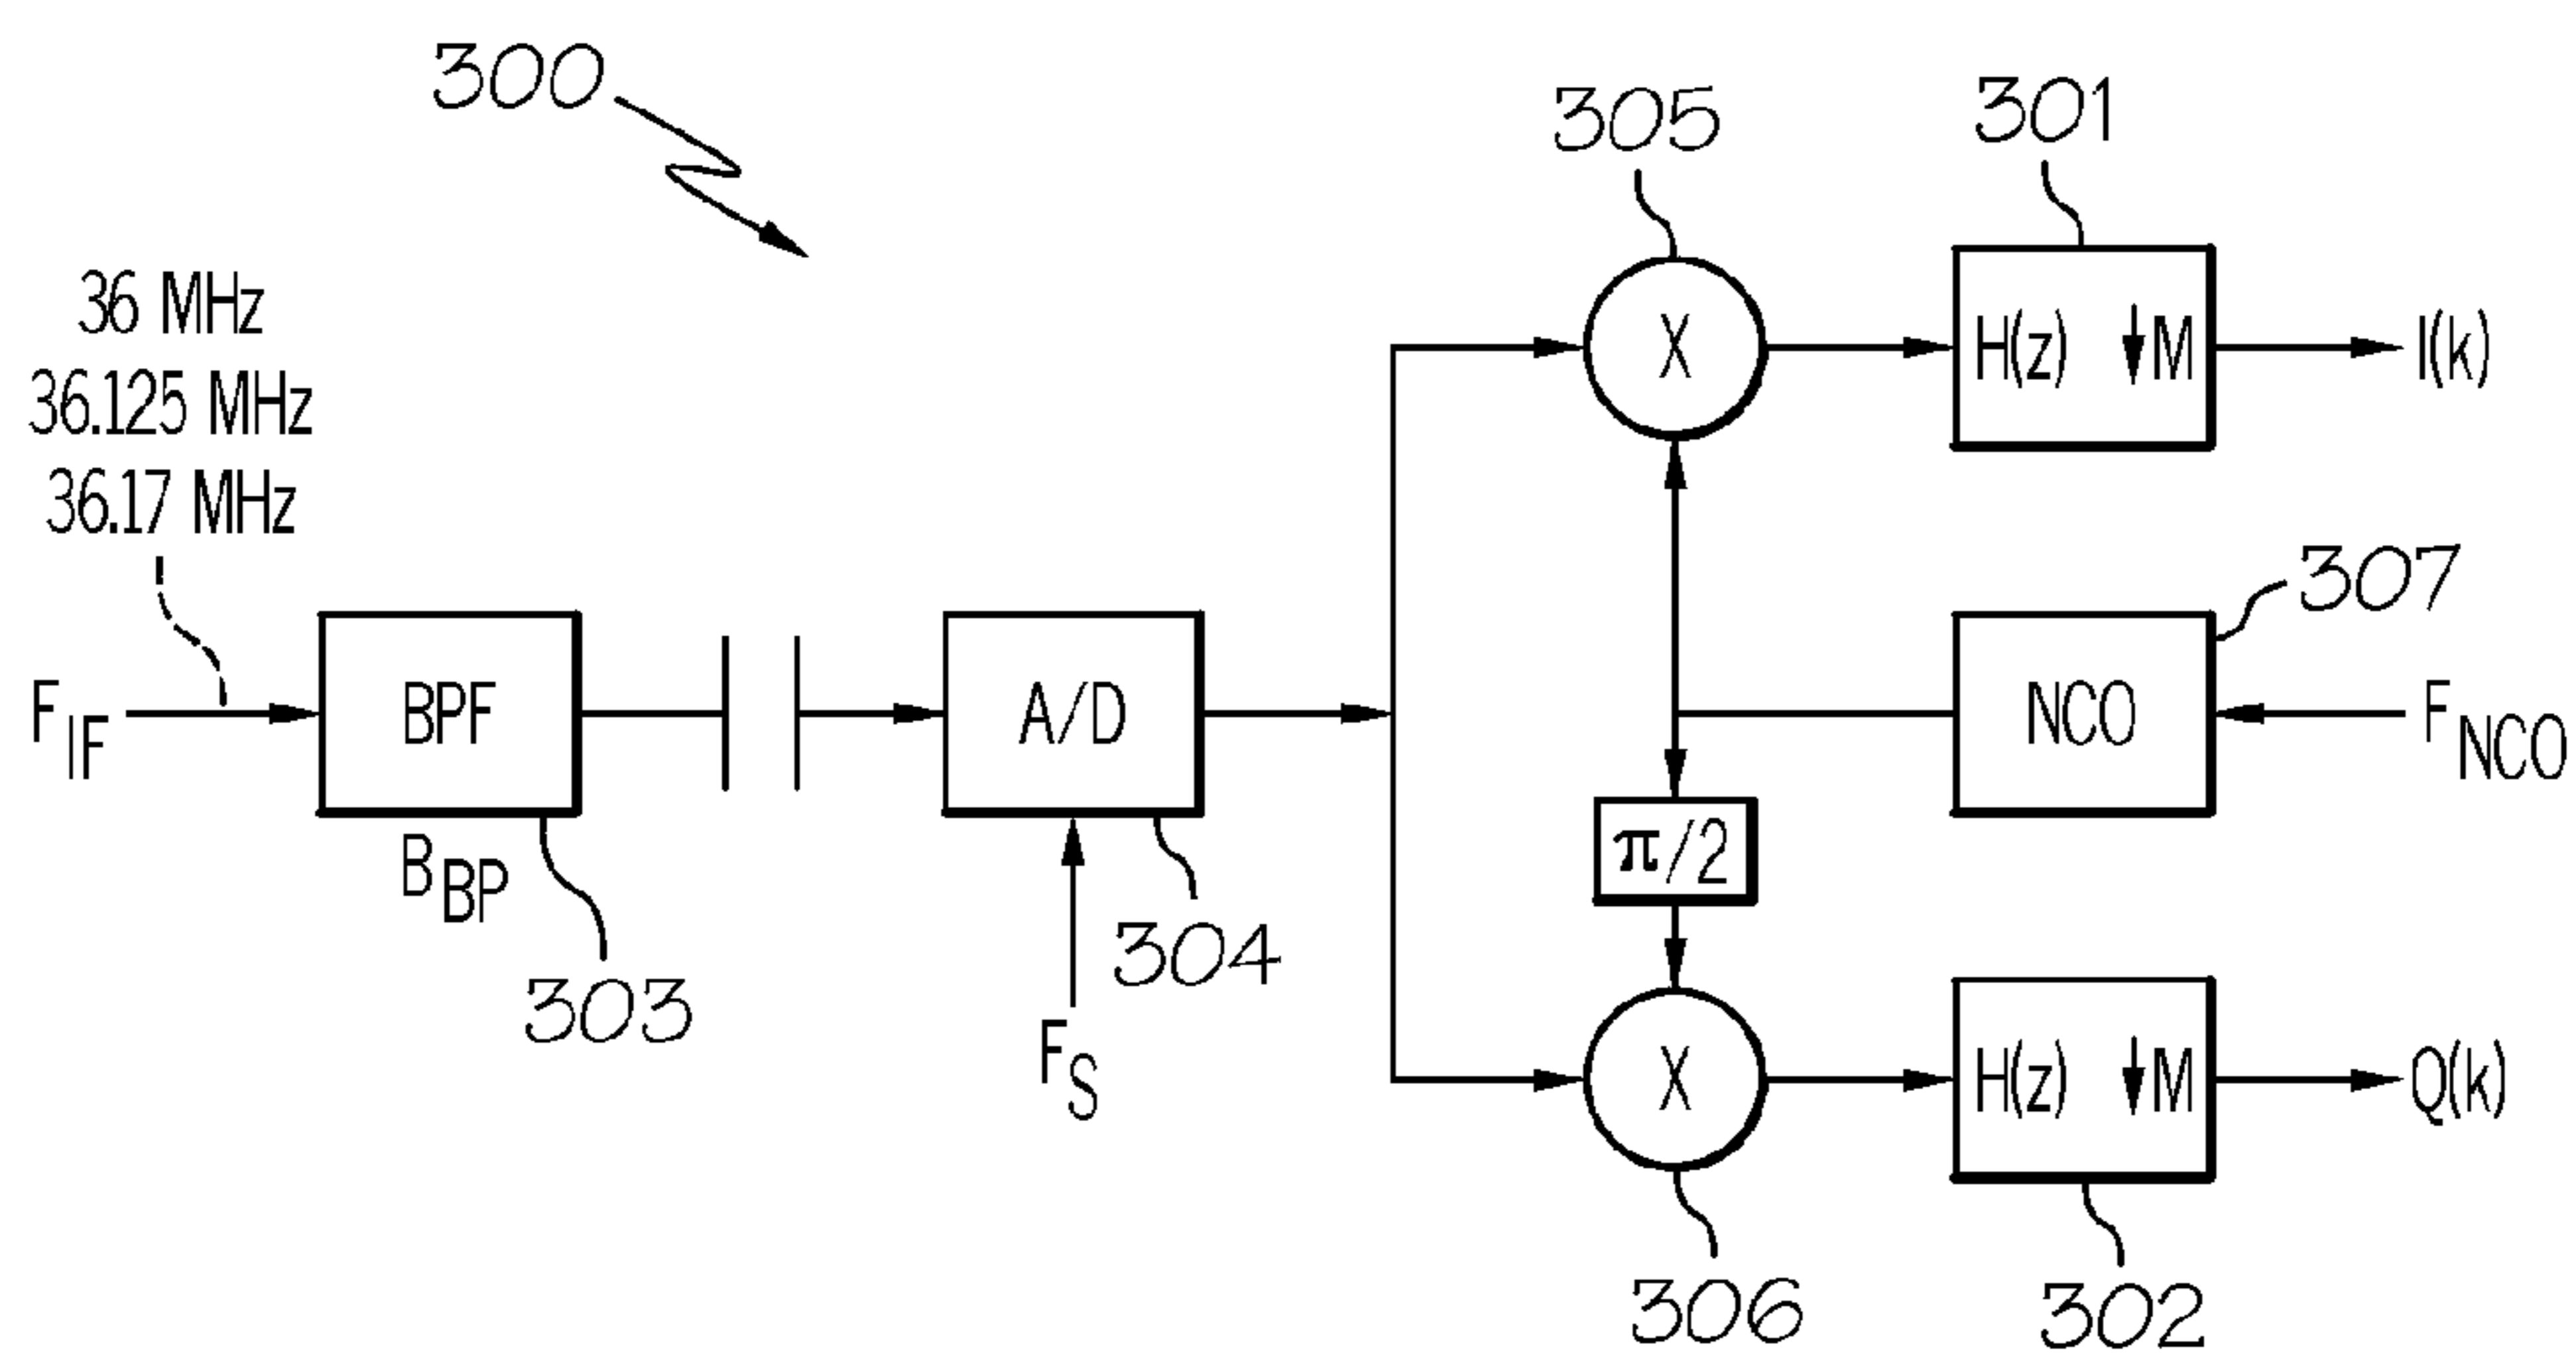 300
305
301
36 MHz
36.125 MHz
36.17 MHz
X
H(z) ↓M
I(k)
307
F_IF
BPF
A/D
NCO
F_NCO
B_BP
π/2
303
304
F_S
X
H(z) ↓M
Q(k)
306
302